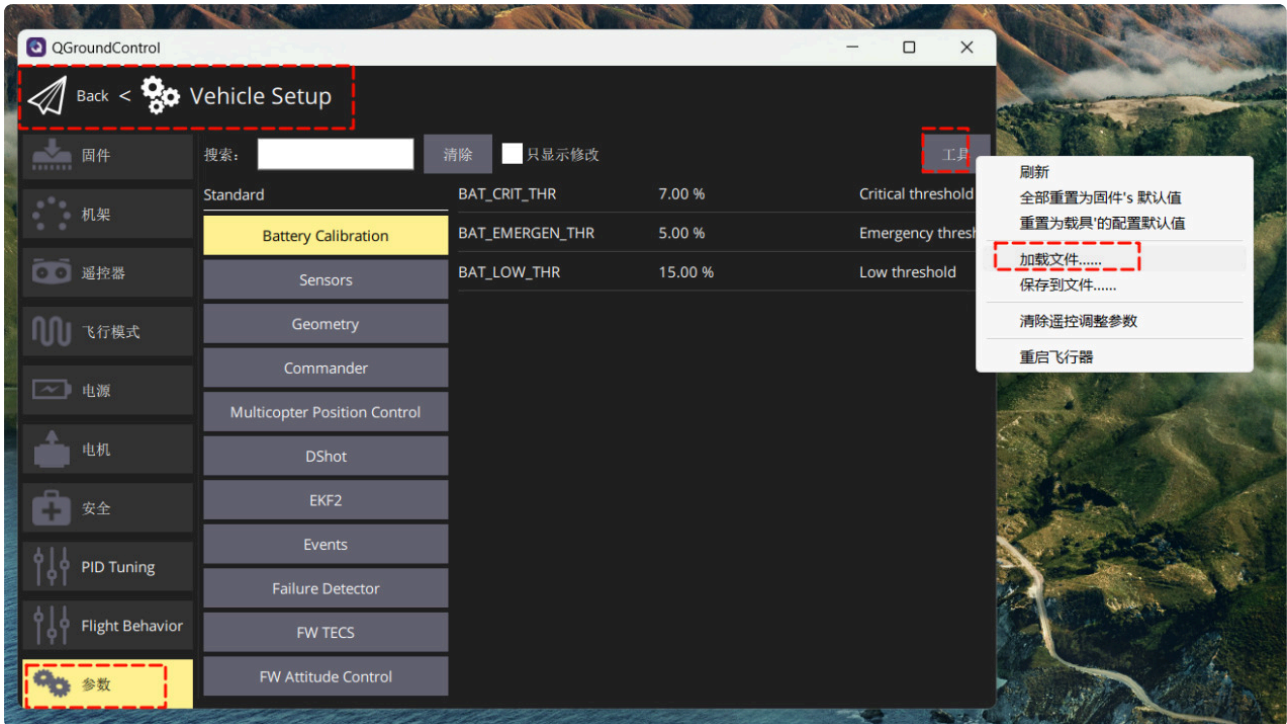 QGroundControl
Back < Vehicle Setup
固件
机架
遥控器
飞行模式
电源
电机
安全
PID Tuning
Flight Behavior
参数
搜索：
清除
只显示修改
工具
Standard
Battery Calibration
Sensors
Geometry
Commander
Multicopter Position Control
DShot
EKF2
Events
Failure Detector
FW TECS
FW Attitude Control
BAT_CRIT_THR 7.00 % Critical threshold
BAT_EMERGEN_THR 5.00 % Emergency thresh
BAT_LOW_THR 15.00 % Low threshold
刷新
全部重置为固件's 默认值
重置为载具'的配置默认值
加载文件......
保存到文件......
清除遥控调整参数
重启飞行器